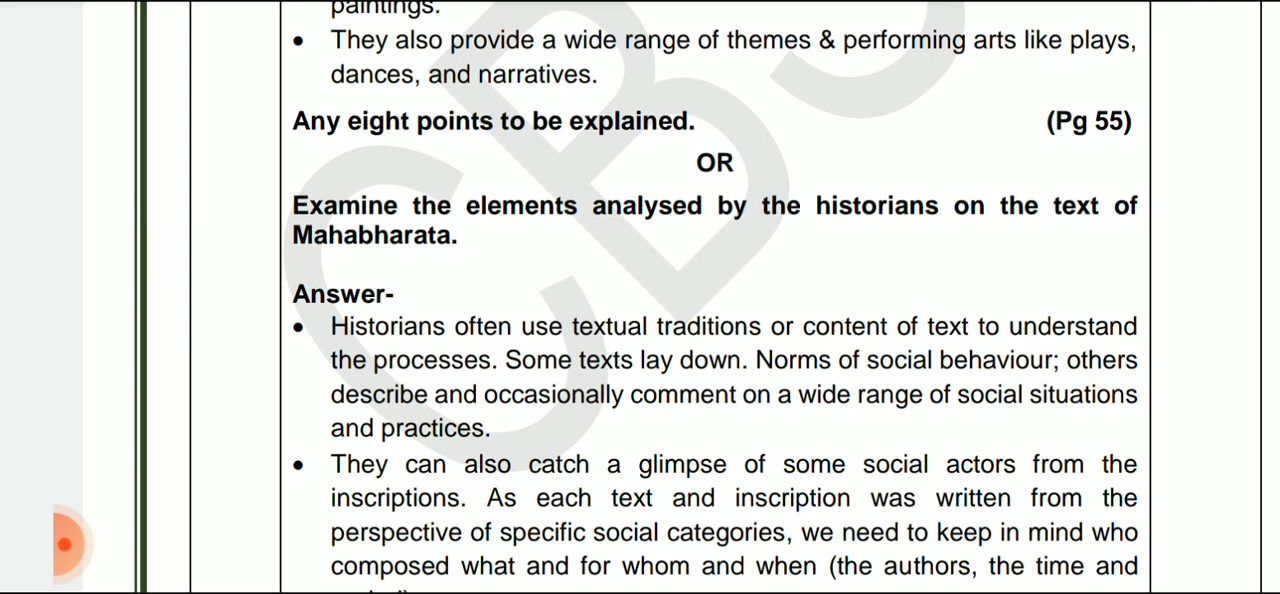 paintings.
• They also provide a wide range of themes & performing arts like plays,
dances, and narratives.
Any eight points to be explained. (Pg 55)
OR
Examine the elements analysed by the historians on the text of
Mahabharata.
Answer-
• Historians often use textual traditions or content of text to understand
the processes. Some texts lay down. Norms of social behaviour; others
describe and occasionally comment on a wide range of social situations
and practices.
• They can also catch a glimpse of some social actors from the
inscriptions. As each text and inscription was written from the
perspective of specific social categories, we need to keep in mind who
composed what and for whom and when (the authors, the time and